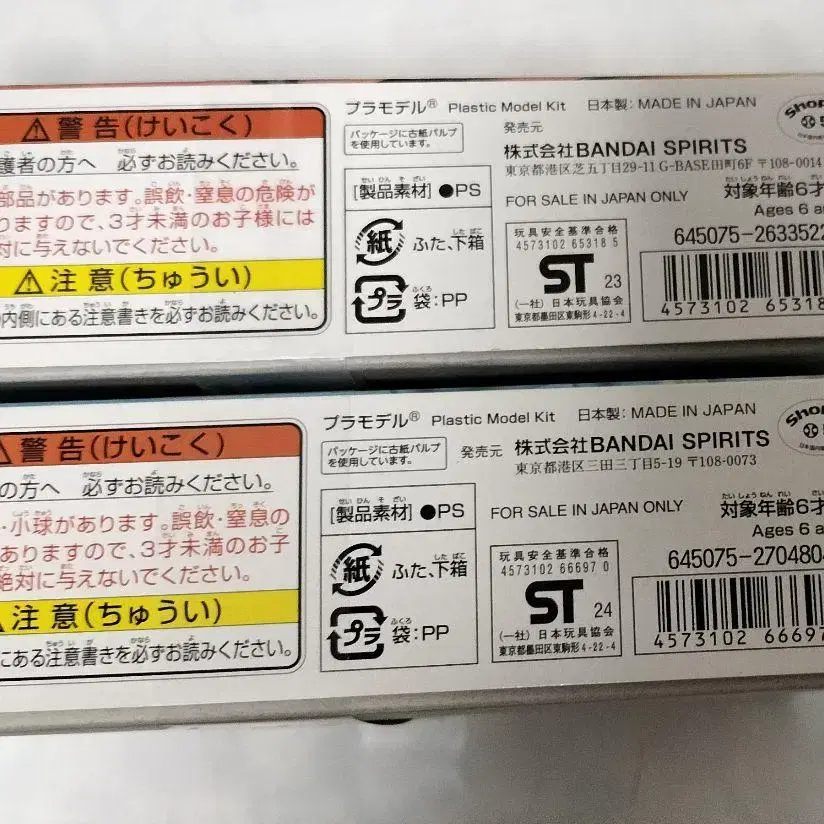 警告(けいこく)
護者の方へ 必ずお読みください。
部品があります。誤飲・窒息の危険が
りますので、3才未満のお子様には
対に与えないでください。
注意(ちゅうい)
内側にある注意書きを必ずお読みください。
プラモデル® Plastic Model Kit 日本製:MADE IN JAPAN
パッケージに古紙パルプ
を使用しています。
発売元
株式会社BANDAI SPIRITS
東京都港区芝五丁目29-11 G-BASE田町6F 〒108-0014
[製品素材] ●PS
紙 ふた、下箱
プラ 袋:PP
FOR SALE IN JAPAN ONLY
対象年齢6才
Ages 6 a
玩具安全基準合格
4573102 65318 5
ST 23
(一社)日本玩具協会
東京都墨田区東駒形4-22-4
645075-2633522
4573102 65318
Shop
警告(けいこく)
の方へ 必ずお読みください。
・小球があります。誤飲・窒息の
ありますので、3才未満のお子
絶対に与えないでください。
注意(ちゅうい)
にある注意書きを必ずお読みください。
プラモデル® Plastic Model Kit 日本製:MADE IN JAPAN
パッケージに古紙パルプ
を使用しています。
発売元 株式会社BANDAI SPIRITS
東京都港区三田三丁目5-19 〒108-0073
[製品素材] ●PS
紙 ふた、下箱
プラ 袋:PP
FOR SALE IN JAPAN ONLY
対象年齢6才
Ages 6 a
玩具安全基準合格
4573102 66697 0
ST 24
(一社)日本玩具協会
東京都墨田区東駒形4-22-4
645075-270480
4573102 66697
Shop